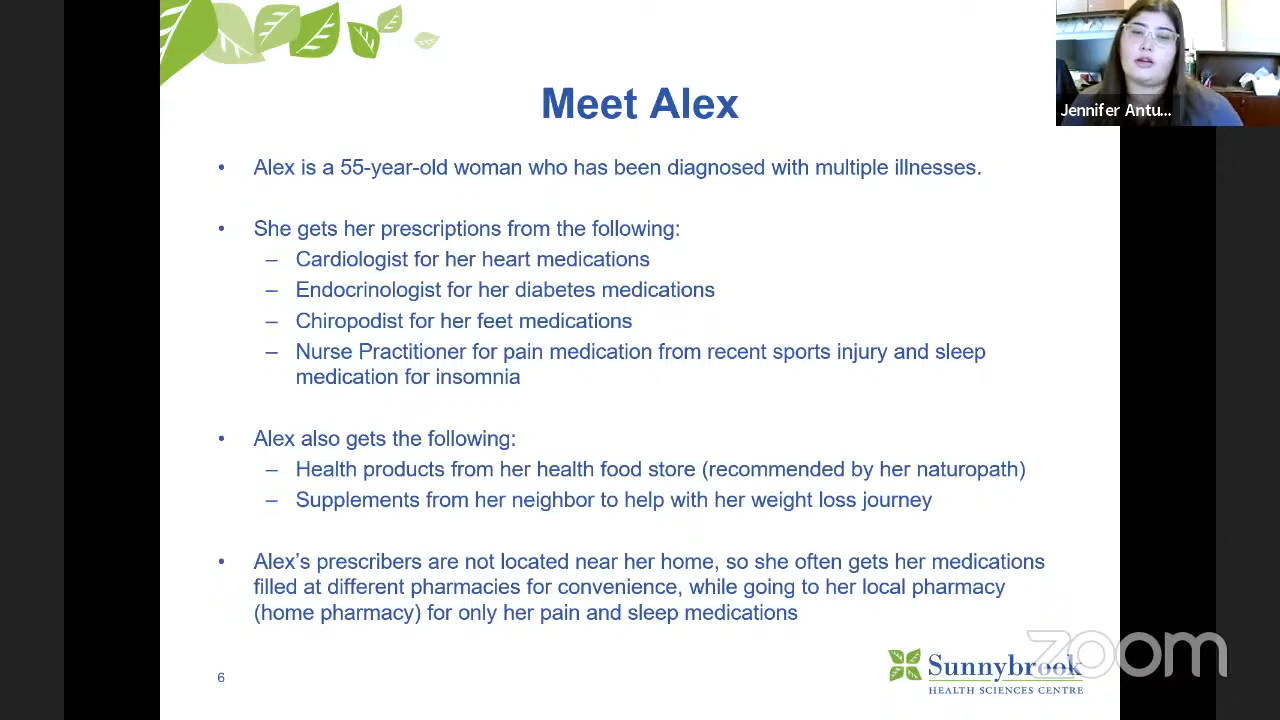 Meet Alex
Jennifer Antu...
• Alex is a 55-year-old woman who has been diagnosed with multiple illnesses.
• She gets her prescriptions from the following:
– Cardiologist for her heart medications
– Endocrinologist for her diabetes medications
– Chiropodist for her feet medications
– Nurse Practitioner for pain medication from recent sports injury and sleep
medication for insomnia
• Alex also gets the following:
– Health products from her health food store (recommended by her naturopath)
– Supplements from her neighbor to help with her weight loss journey
• Alex’s prescribers are not located near her home, so she often gets her medications
filled at different pharmacies for convenience, while going to her local pharmacy
(home pharmacy) for only her pain and sleep medications
6
Sunnybrook
HEALTH SCIENCES CENTRE
zoom